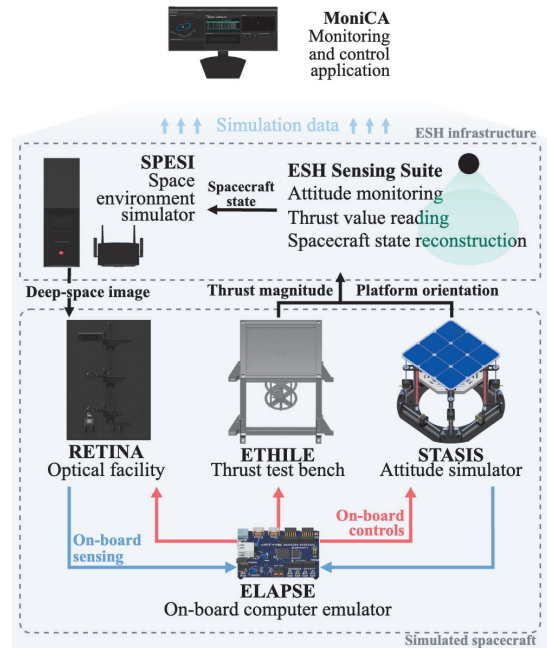 MoniCA
Monitoring
and control
application
Simulation data
ESH infrastructure
SPESI
Space
environment
simulator
Spacecraft
state
ESH Sensing Suite
Attitude monitoring
Thrust value reading
Spacecraft state reconstruction
Deep-space image
Thrust magnitude
Platform orientation
RETINA
Optical facility
ETHILE
Thrust test bench
STASIS
Attitude simulator
On-board
sensing
On-board
controls
ELAPSE
On-board computer emulator
Simulated spacecraft